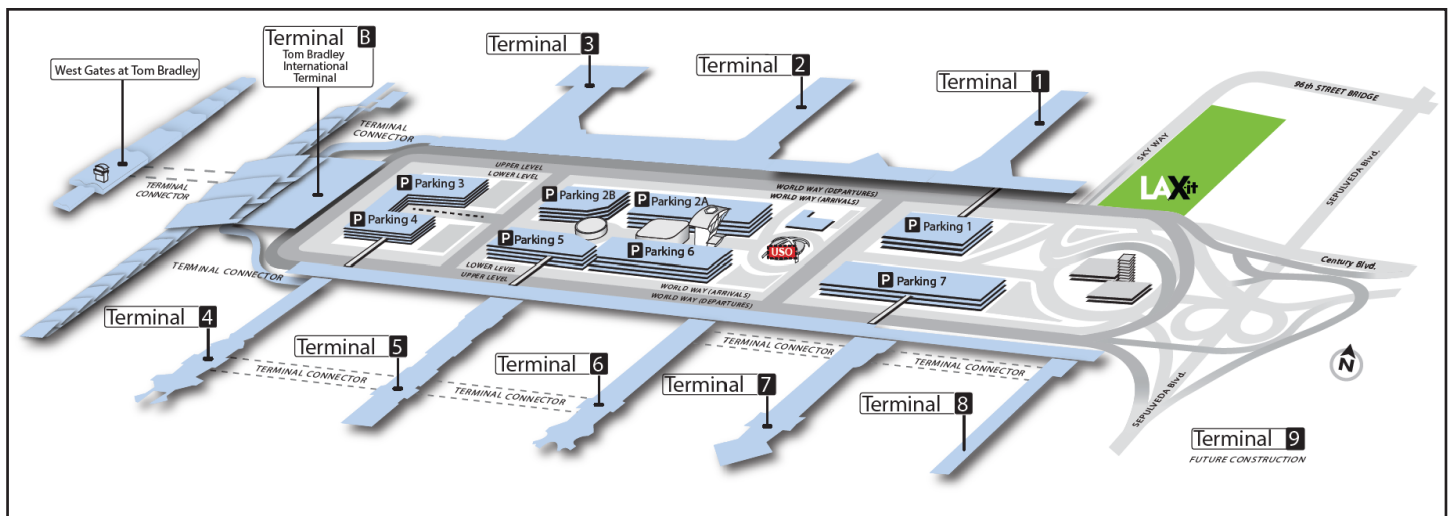 Terminal B
Tom Bradley
International
Terminal
West Gates at Tom Bradley
Terminal 3
Terminal 2
Terminal 1
96th STREET BRIDGE
SKY WAY
SEPULVEDA Blvd.
LAXit
Century Blvd.
TERMINAL
CONNECTOR
TERMINAL
CONNECTOR
UPPER LEVEL
LOWER LEVEL
WORLD WAY (DEPARTURES)
WORLD WAY (ARRIVALS)
P Parking 3
P Parking 2B
P Parking 2A
P Parking 4
P Parking 1
P Parking 5
P Parking 6
USO
P Parking 7
TERMINAL CONNECTOR
LOWER LEVEL
UPPER LEVEL
WORLD WAY (ARRIVALS)
WORLD WAY (DEPARTURES)
Terminal 4
Terminal 5
Terminal 6
Terminal 7
Terminal 8
TERMINAL CONNECTOR
TERMINAL CONNECTOR
TERMINAL CONNECTOR
TERMINAL CONNECTOR
SEPULVEDA Blvd.
N
Terminal 9
FUTURE CONSTRUCTION